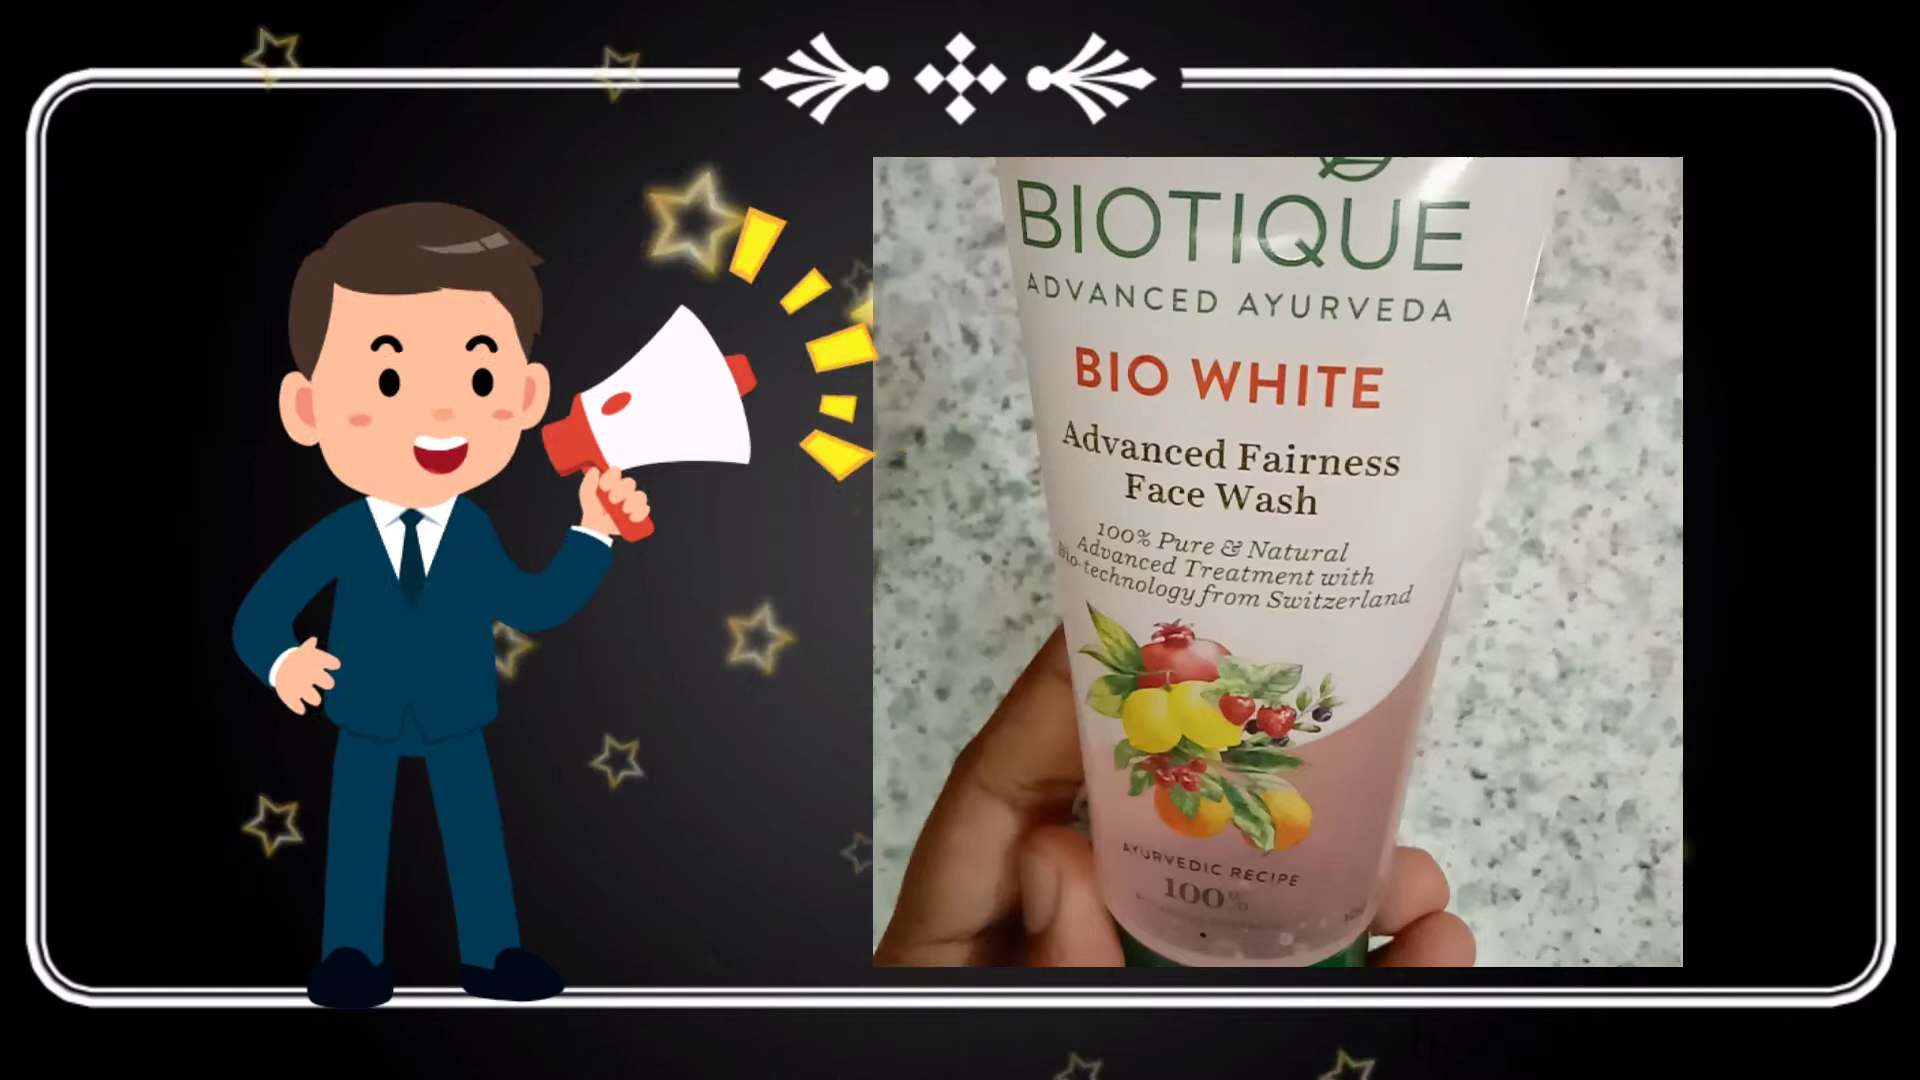 BIOTIQUE
ADVANCED AYURVEDA
BIO WHITE
Advanced Fairness
Face Wash
100% Pure & Natural
Advanced Treatment with
Bio-technology from Switzerland
AYURVEDIC RECIPE
100%